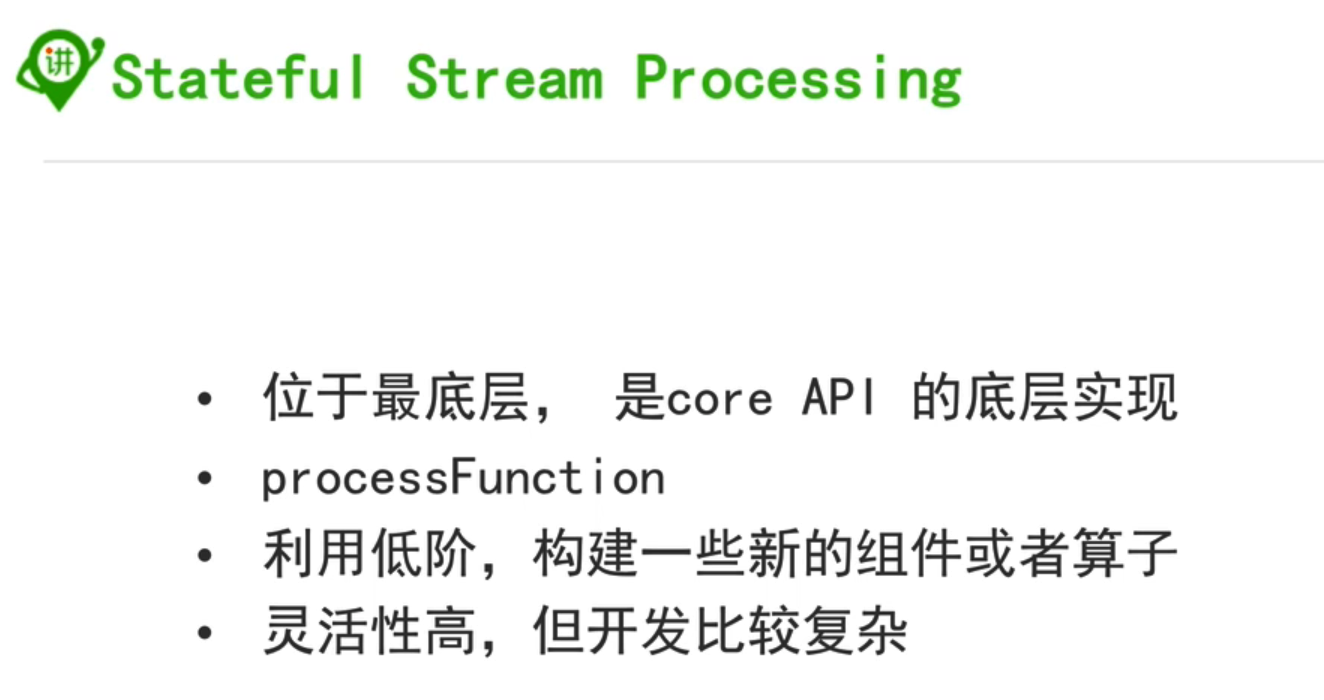 讲
Stateful Stream Processing
• 位于最底层， 是core API 的底层实现
• processFunction
• 利用低阶，构建一些新的组件或者算子
• 灵活性高，但开发比较复杂